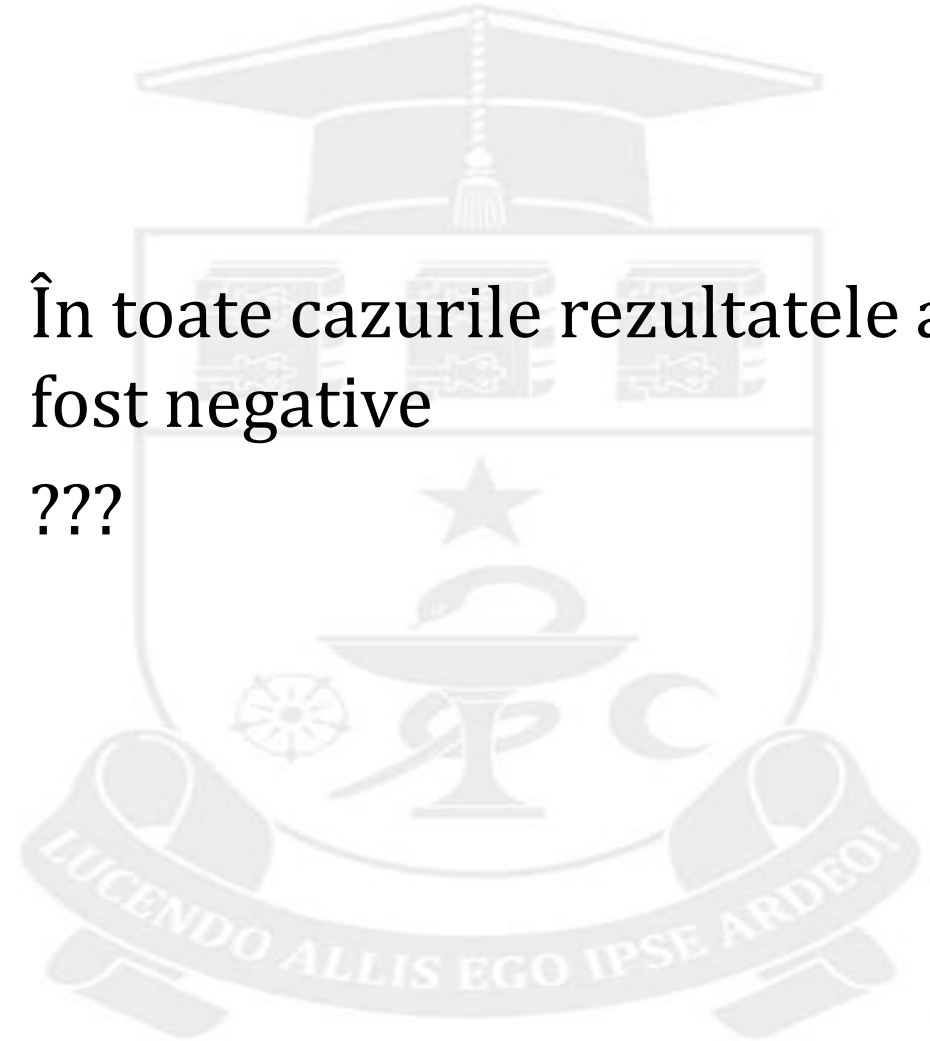 În toate cazurile rezultatele a
fost negative
???
LUCENDO ALLIS EGO IPSE ARDEO!